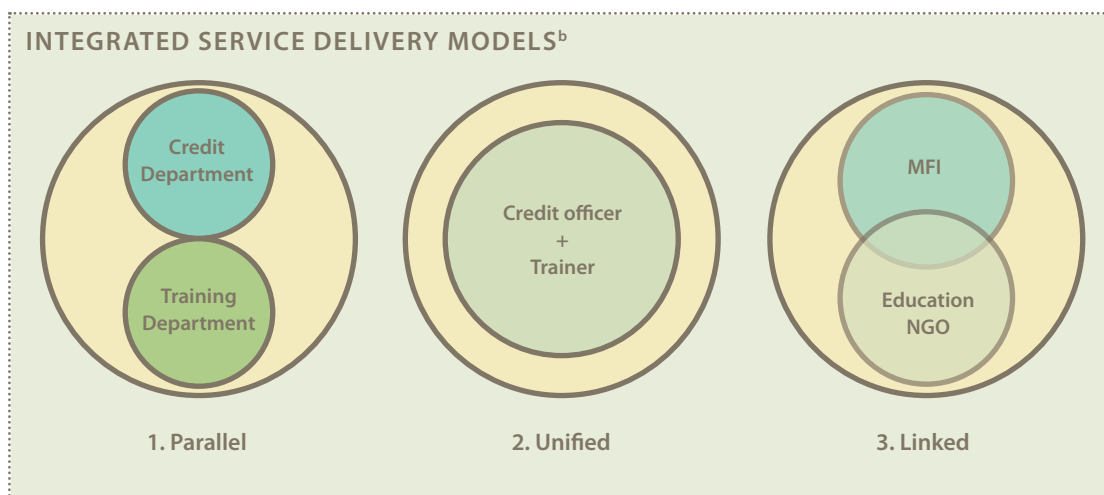 INTEGRATED SERVICE DELIVERY MODELSᵇ
Credit
Department
Training
Department
1. Parallel
Credit officer
+
Trainer
2. Unified
MFI
Education
NGO
3. Linked